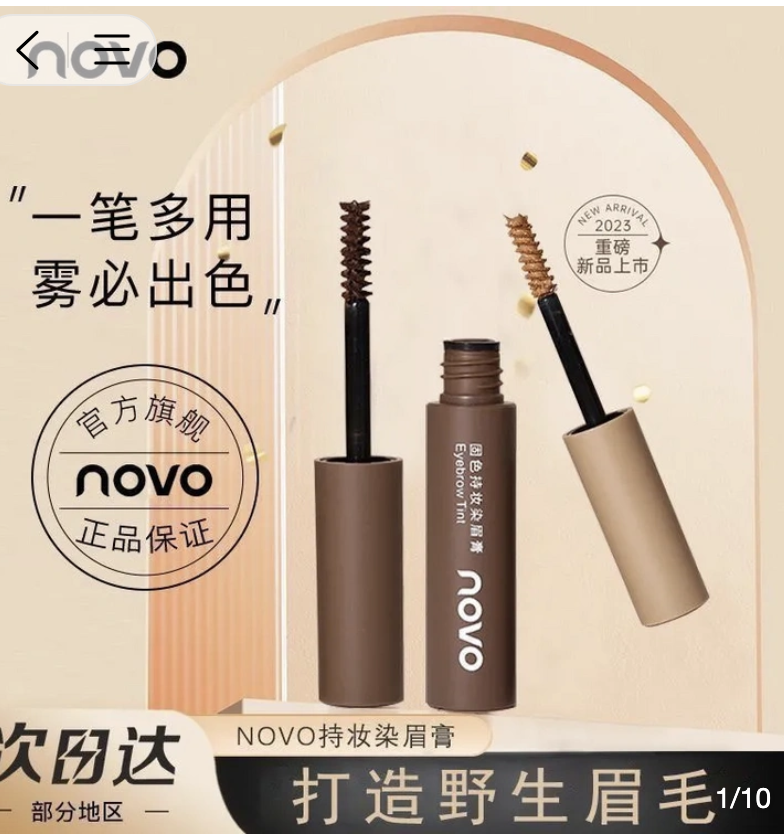 novo
"一笔多用
雾必出色"
NEW ARRIVAL
2023
重磅
新品上市
官方旗舰
novo
正品保证
固色持妆染眉膏
Eyebrow Tint
novo
NOVO持妆染眉膏
次日达
— 部分地区 —
打造野生眉毛
1/10